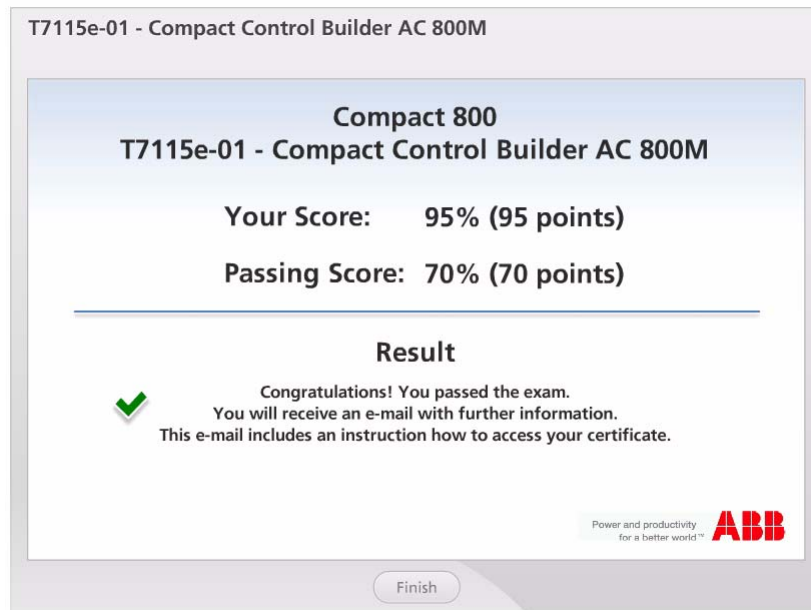 T7115e-01 - Compact Control Builder AC 800M
Compact 800
T7115e-01 - Compact Control Builder AC 800M
Your Score: 95% (95 points)
Passing Score: 70% (70 points)
Result
Congratulations! You passed the exam.
You will receive an e-mail with further information.
This e-mail includes an instruction how to access your certificate.
Power and productivity
for a better world™
ABB
Finish